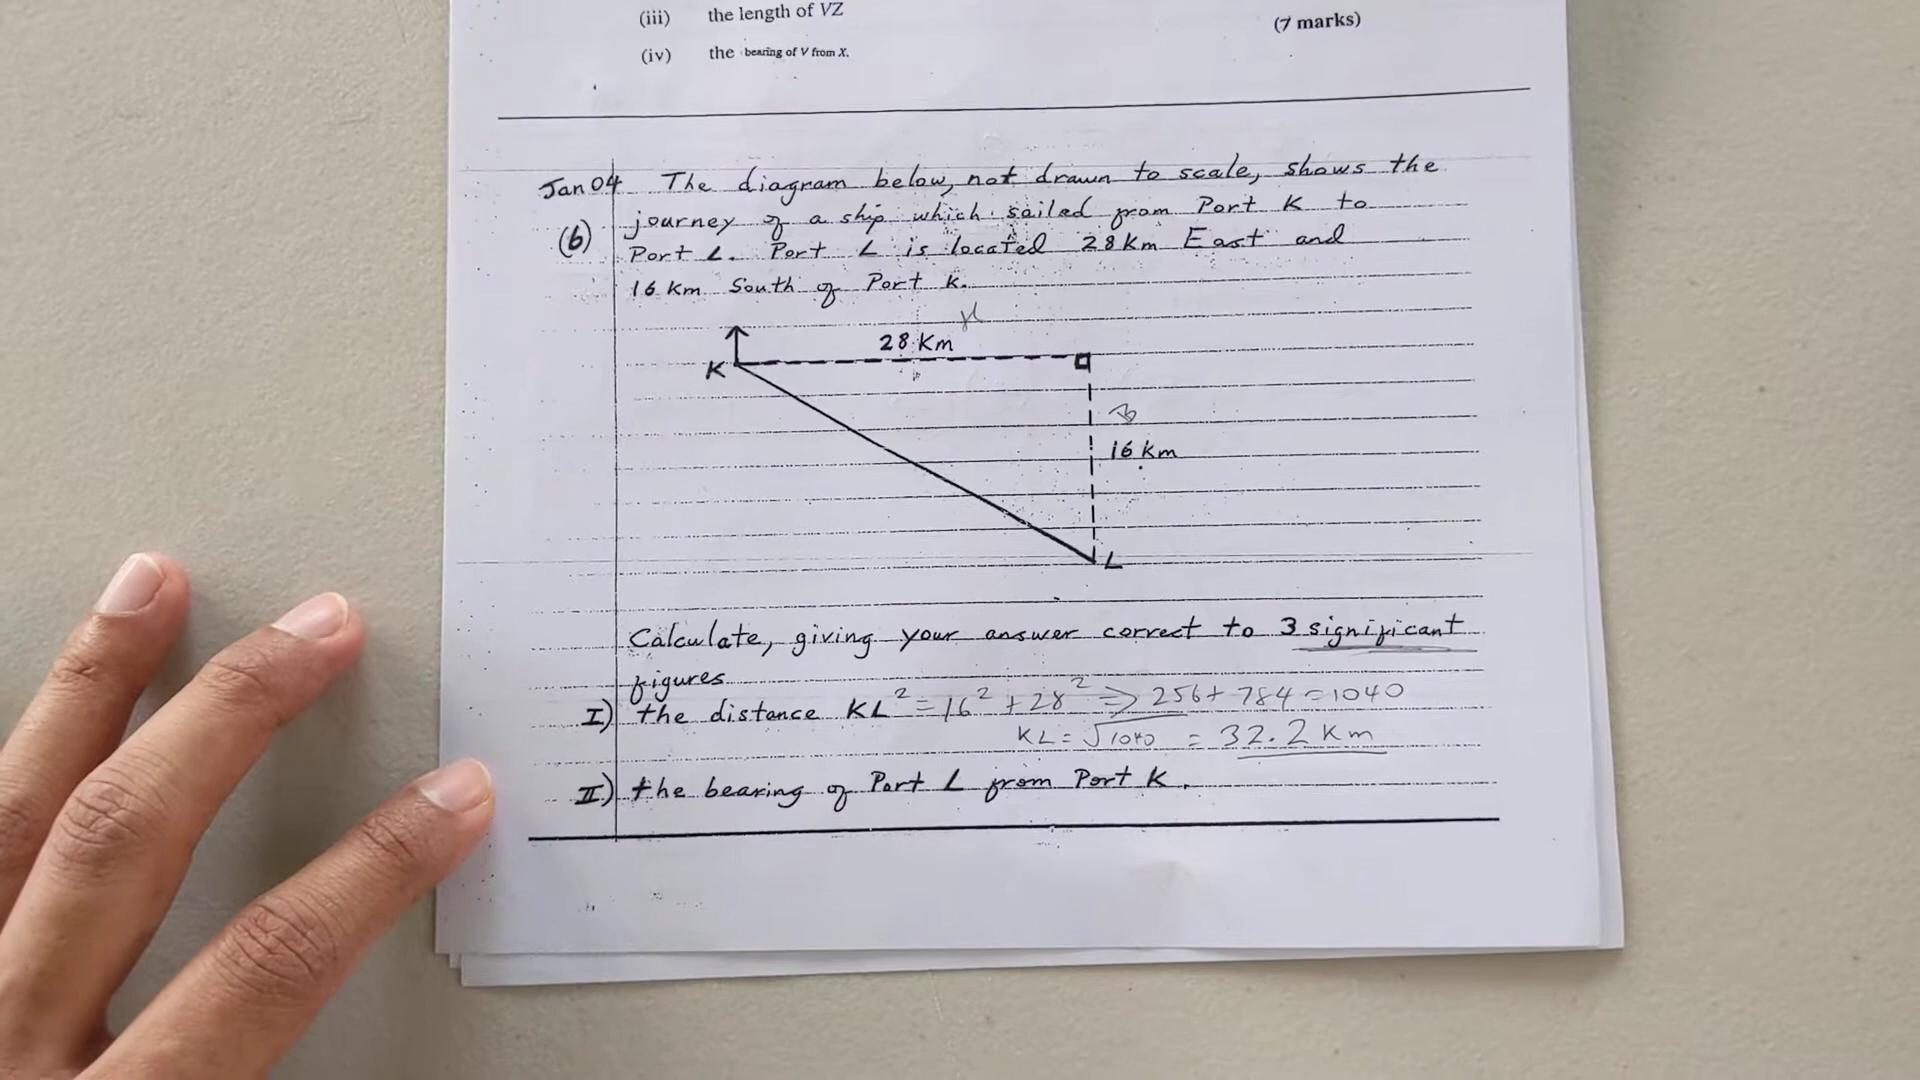 (iii) the length of VZ
(7 marks)
(iv) the bearing of V from X.
Jan 04 The diagram below, not drawn to scale, shows the
(6) journey of a ship which sailed from Port K to
Port L. Port L is located 28 Km East and
16 Km South of Port K.
28 Km
K
16 Km
L
Calculate, giving your answer correct to 3 significant
figures
I) the distance KL² = 16² + 28² => 256 + 784 = 1040
KL = √1040 = 32.2 Km
II) the bearing of Port L from Port K.